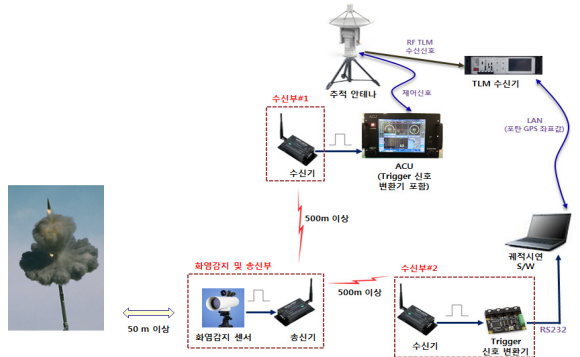 RF TLM
수신신호
추적 안테나
TLM 수신기
제어신호
수신부#1
LAN
(포탄 GPS 좌표값)
수신기
ACU
(Trigger 신호
변환기 포함)
500m 이상
궤적시연
S/W
화염감지 및 송신부
수신부#2
500m 이상
50 m 이상
화염감지 센서
송신기
수신기
Trigger
신호 변환기
RS232